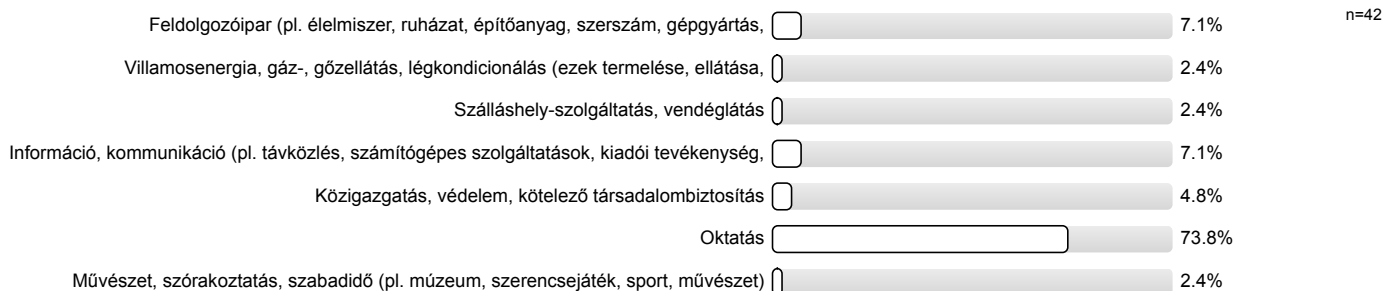 n=42
Feldolgozóipar (pl. élelmiszer, ruházat, építőanyag, szerszám, gépgyártás, 7.1%
Villamosenergia, gáz-, gőzellátás, légkondicionálás (ezek termelése, ellátása, 2.4%
Szálláshely-szolgáltatás, vendéglátás 2.4%
Információ, kommunikáció (pl. távközlés, számítógépes szolgáltatások, kiadói tevékenység, 7.1%
Közigazgatás, védelem, kötelező társadalombiztosítás 4.8%
Oktatás 73.8%
Művészet, szórakoztatás, szabadidő (pl. múzeum, szerencsejáték, sport, művészet) 2.4%